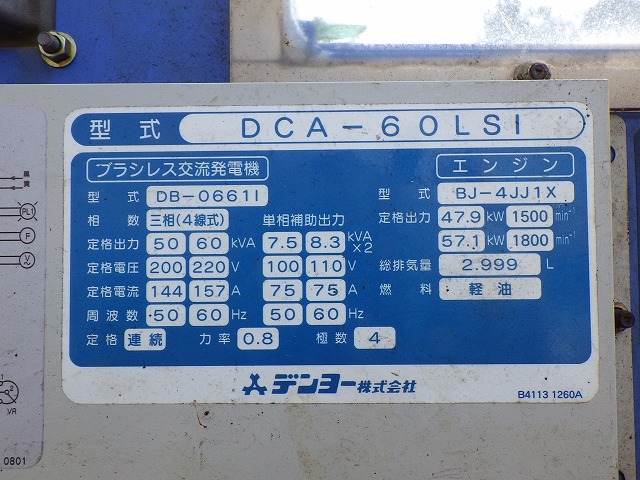 型式 DCA-60LSI
ブラシレス交流発電機
型式 DB-0661I
相数 三相(4線式) 単相補助出力
定格出力 50 60 kVA 7.5 8.3 kVA×2
定格電圧 200 220 V 100 110 V
定格電流 144 157 A 75 75 A
周波数 50 60 Hz 50 60 Hz
定格 連続 力率 0.8 極数 4
エンジン
型式 BJ-4JJ1X
定格出力 47.9 kW 1500 min⁻¹
57.1 kW 1800 min⁻¹
総排気量 2.999 L
燃料 軽油
デンヨー株式会社
B4113 1260A
黒
黄
PL1
F
V
1
2
VR
0801